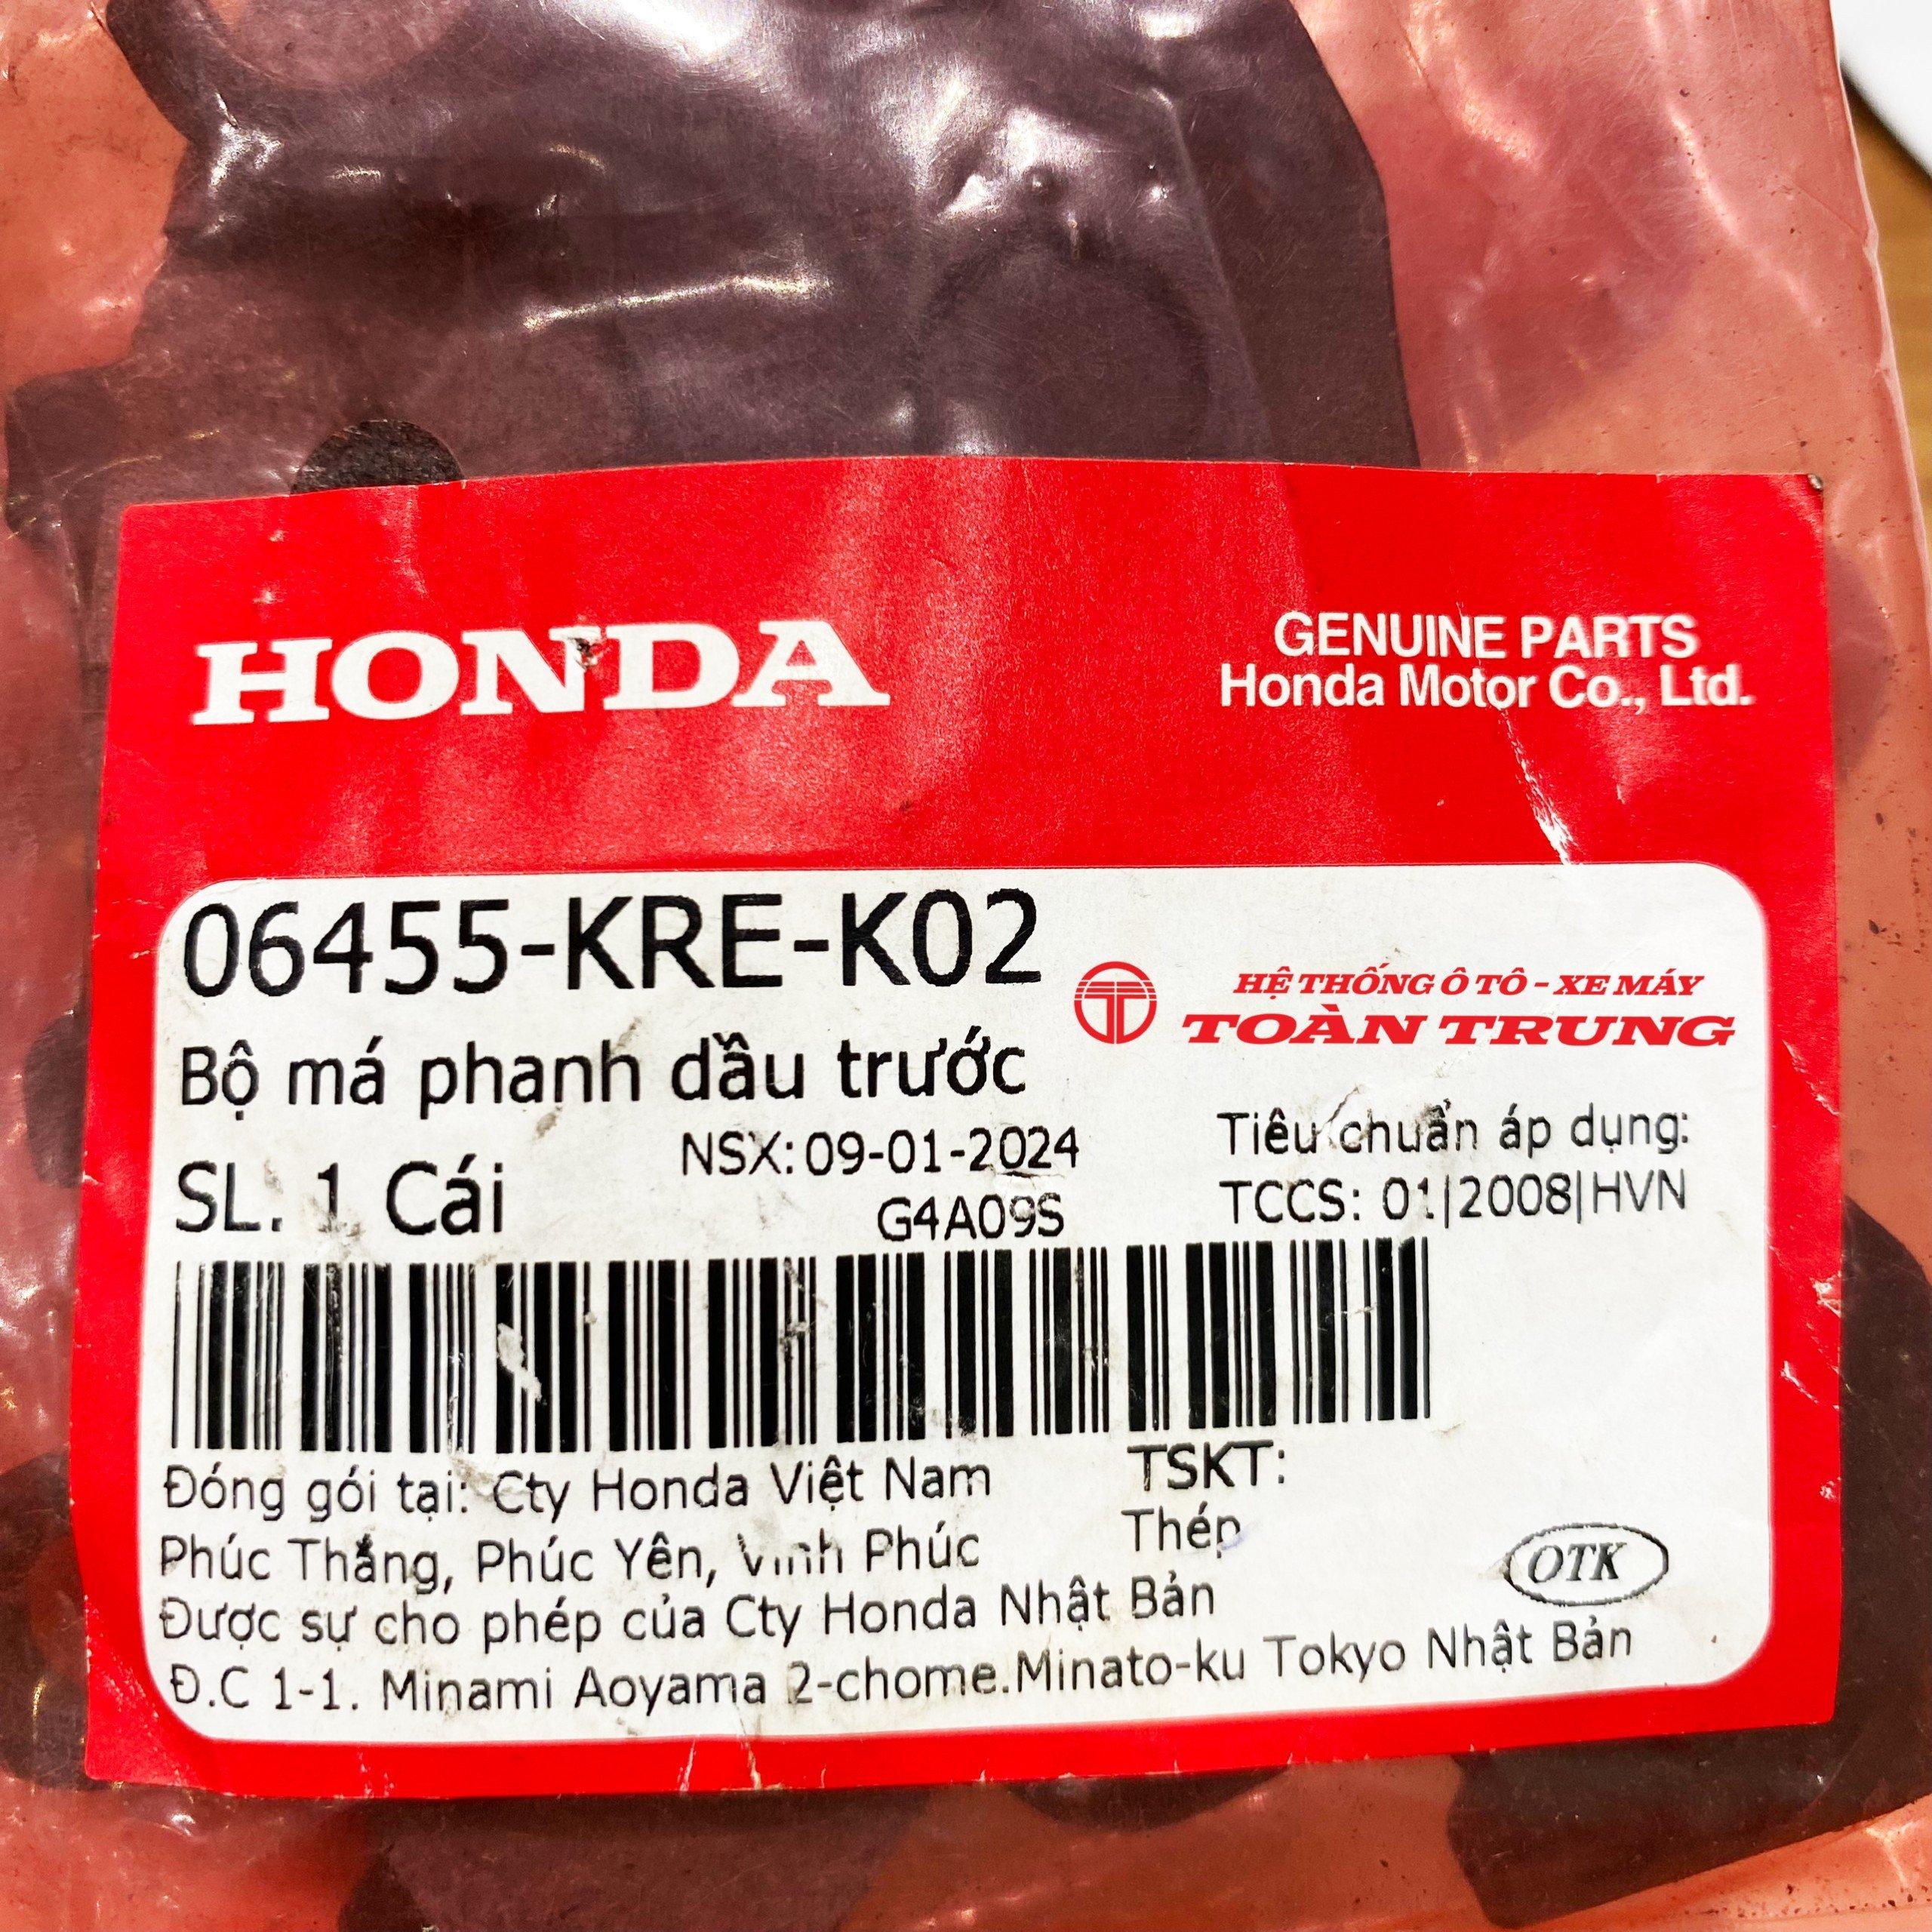 HONDA
GENUINE PARTS
Honda Motor Co., Ltd.
06455-KRE-K02
HỆ THỐNG Ô TÔ - XE MÁY
TOÀN TRUNG
Bộ má phanh dầu trước
SL. 1 Cái
NSX: 09-01-2024
G4A09S
Tiêu chuẩn áp dụng:
TCCS: 01|2008|HVN
Đóng gói tại: Cty Honda Việt Nam
Phúc Thắng, Phúc Yên, Vĩnh Phúc
Được sự cho phép của Cty Honda Nhật Bản
Đ.C 1-1. Minami Aoyama 2-chome.Minato-ku Tokyo Nhật Bản
TSKT:
Thép
OTK